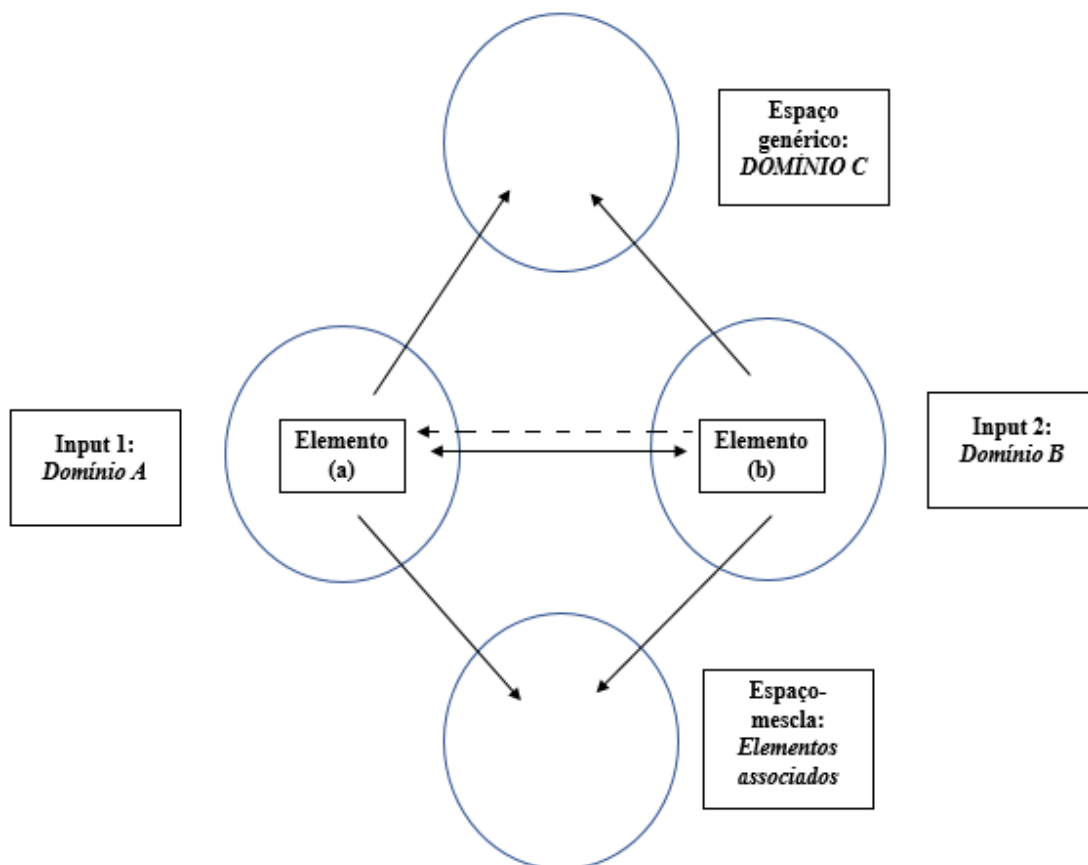 Espaço
genérico:
DOMÍNIO C
Input 1:
Domínio A
Elemento
(a)
Elemento
(b)
Input 2:
Domínio B
Espaço-
mescla:
Elementos
associados